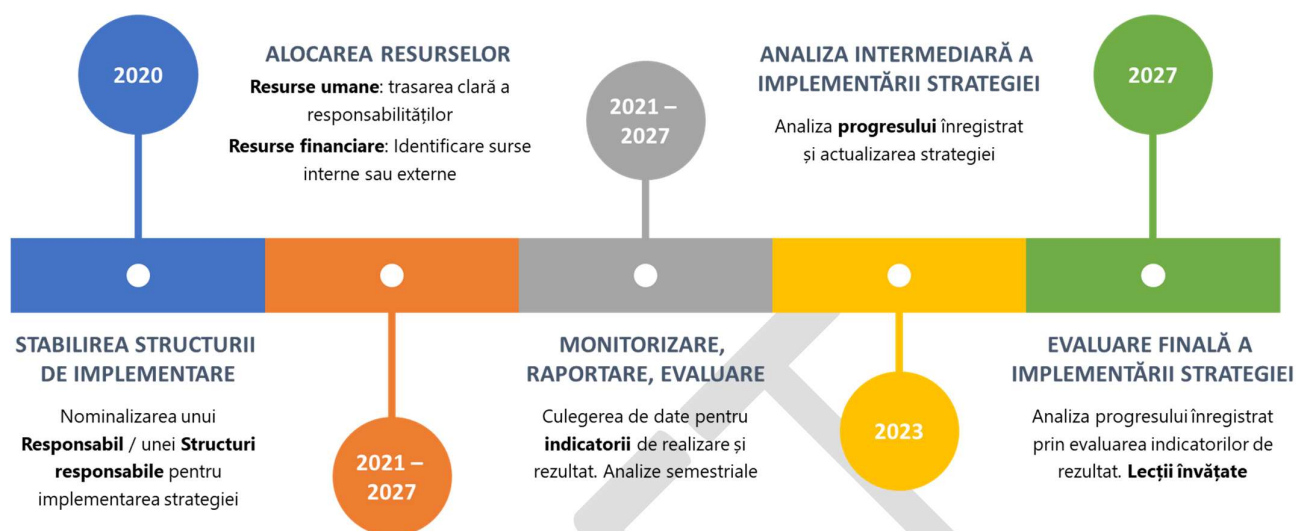 2020
STABILIREA STRUCTURII
DE IMPLEMENTARE
Nominalizarea unui
Responsabil / unei Structuri
responsabile pentru
implementarea strategiei
ALOCAREA RESURSELOR
Resurse umane: trasarea clară a
responsabilităților
Resurse financiare: Identificare surse
interne sau externe
2021 –
2027
2021 –
2027
MONITORIZARE,
RAPORTARE, EVALUARE
Culegerea de date pentru
indicatorii de realizare și
rezultat. Analize semestriale
ANALIZA INTERMEDIARĂ A
IMPLEMENTĂRII STRATEGIEI
Analiza progresului înregistrat
și actualizarea strategiei
2023
2027
EVALUARE FINALĂ A
IMPLEMENTĂRII STRATEGIEI
Analiza progresului înregistrat
prin evaluarea indicatorilor de
rezultat. Lecții învățate